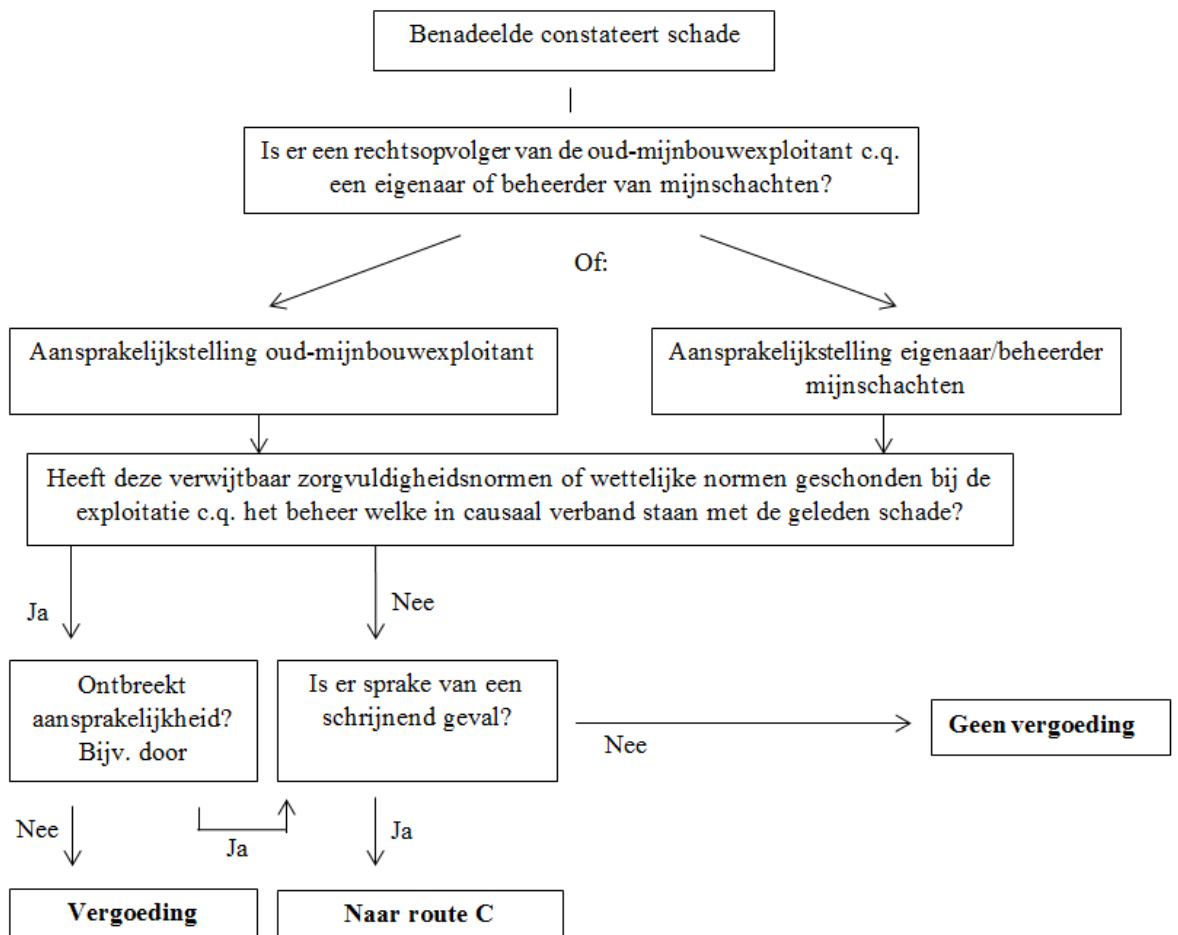 Benadeelde constateert schade
Is er een rechtsopvolger van de oud-mijnbouwexploitant c.q.
een eigenaar of beheerder van mijnschachten?
Of:
Aansprakelijkstelling oud-mijnbouwexploitant
Aansprakelijkstelling eigenaar/beheerder
mijnschachten
Heeft deze verwijtbaar zorgvuldigheidsnormen of wettelijke normen geschonden bij de
exploitatie c.q. het beheer welke in causaal verband staan met de geleden schade?
Ja
Nee
Ontbreekt
aansprakelijkheid?
Bijv. door
Is er sprake van een
schrijnend geval?
Nee
Geen vergoeding
Nee
Ja
Ja
Vergoeding
Naar route C